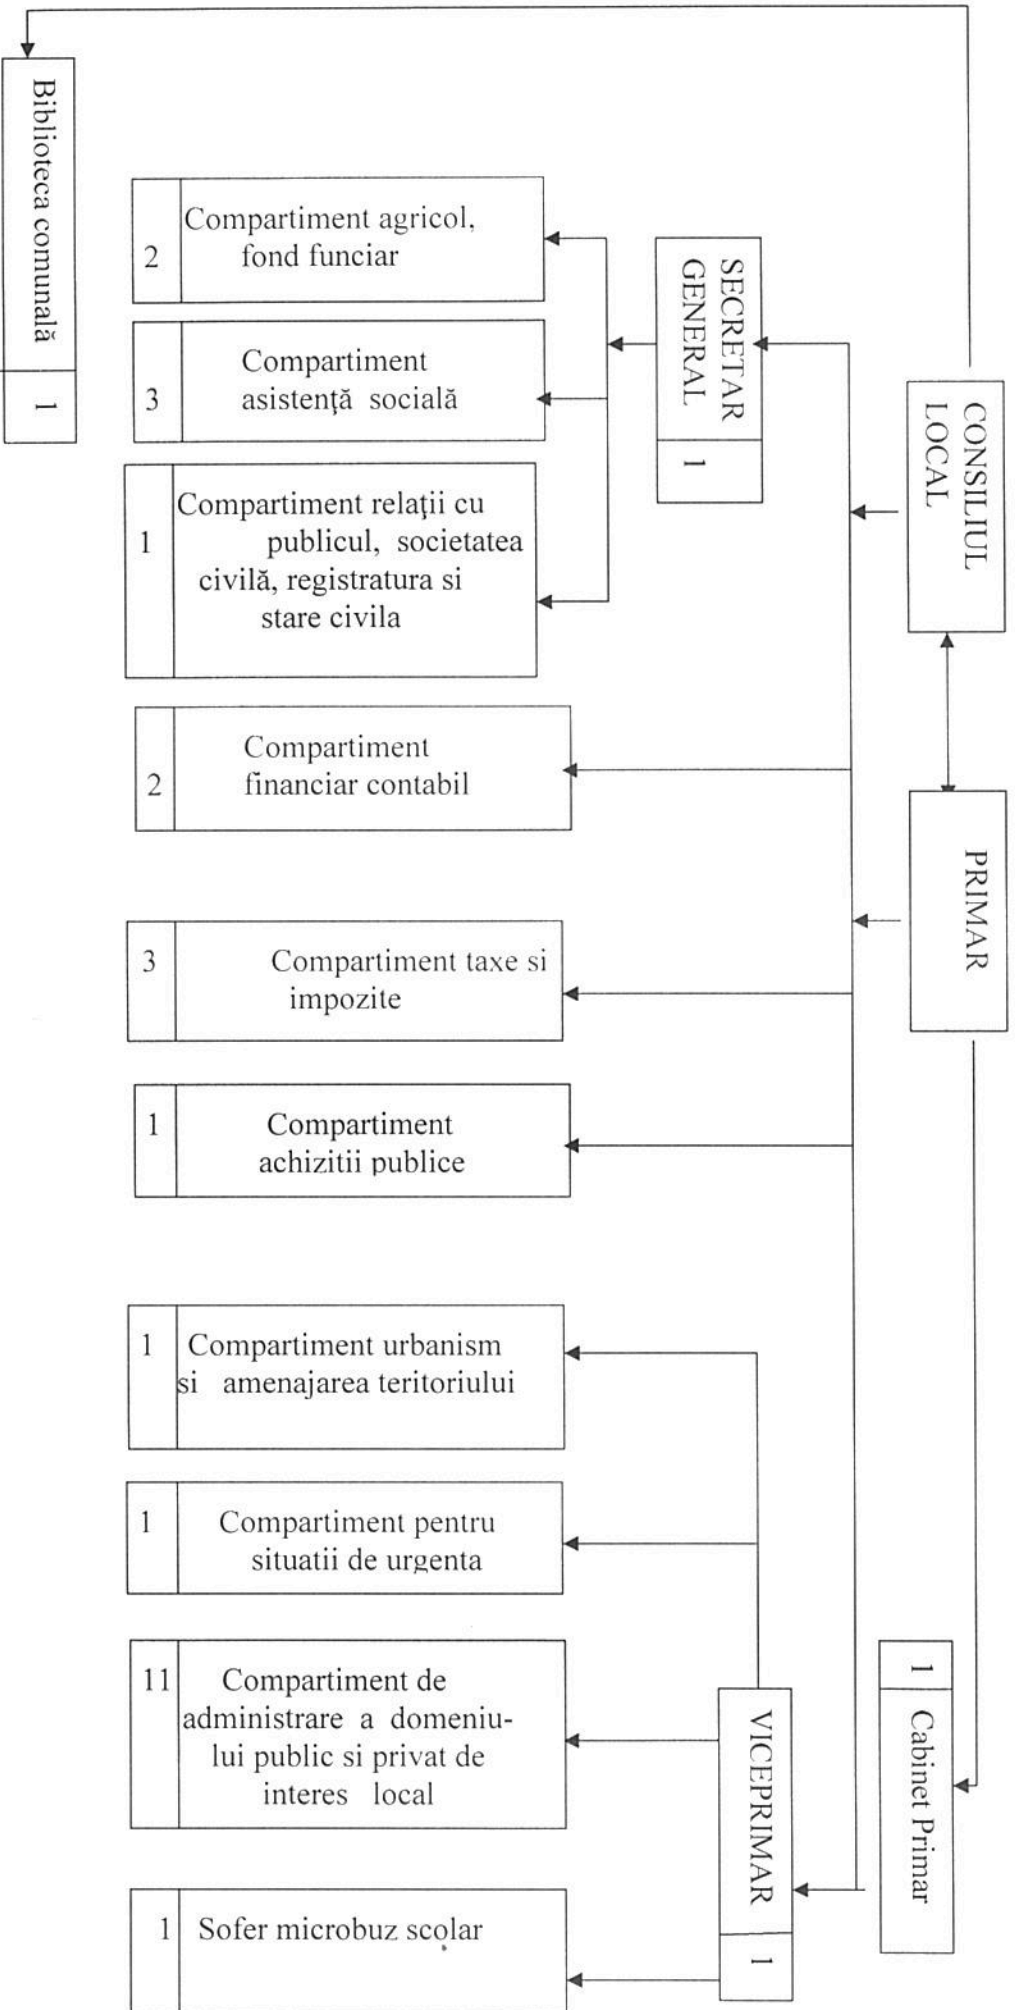 CONSILIUL
LOCAL
PRIMAR
Cabinet Primar
1
SECRETAR
GENERAL
1
VICEPRIMAR
1
Biblioteca comunală
1
Compartiment agricol,
2
fond funciar
Compartiment
3
asistenţă socială
Compartiment relaţii cu
1
publicul, societatea
civilă, registratura si
stare civila
Compartiment
2
financiar contabil
3
Compartiment taxe si
impozite
1
Compartiment
achizitii publice
1
Compartiment urbanism
si amenajarea teritoriului
1
Compartiment pentru
situatii de urgenta
11
Compartiment de
administrare a domeniu-
lui public si privat de
interes local
1
Sofer microbuz scolar